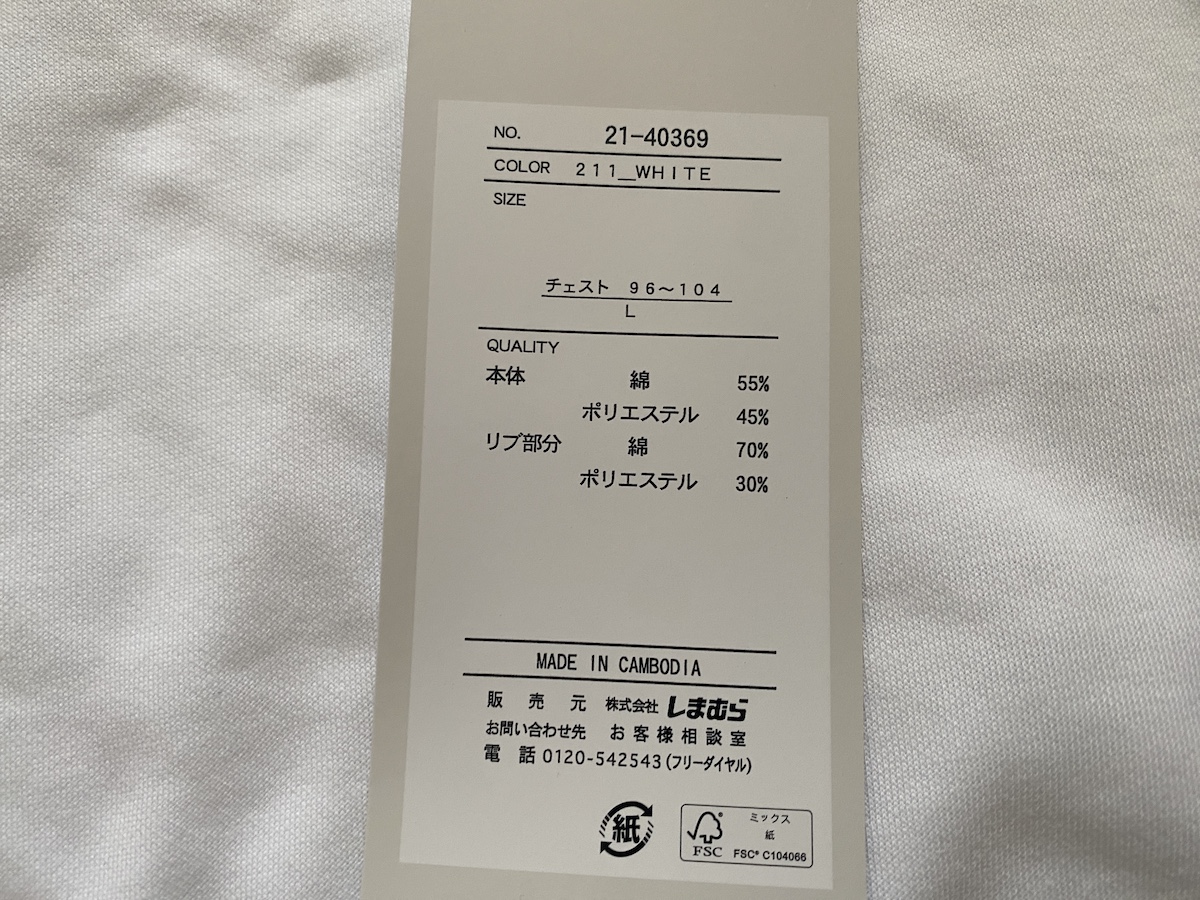 NO. 21-40369
COLOR 211__WHITE
SIZE
チェスト 96～104
L
QUALITY
本体 綿 55%
ポリエステル 45%
リブ部分 綿 70%
ポリエステル 30%
MADE IN CAMBODIA
販売元 株式会社 しまむら
お問い合わせ先 お客様相談室
電話 0120-542543(フリーダイヤル)
紙
ミックス
紙
FSC FSC® C104066